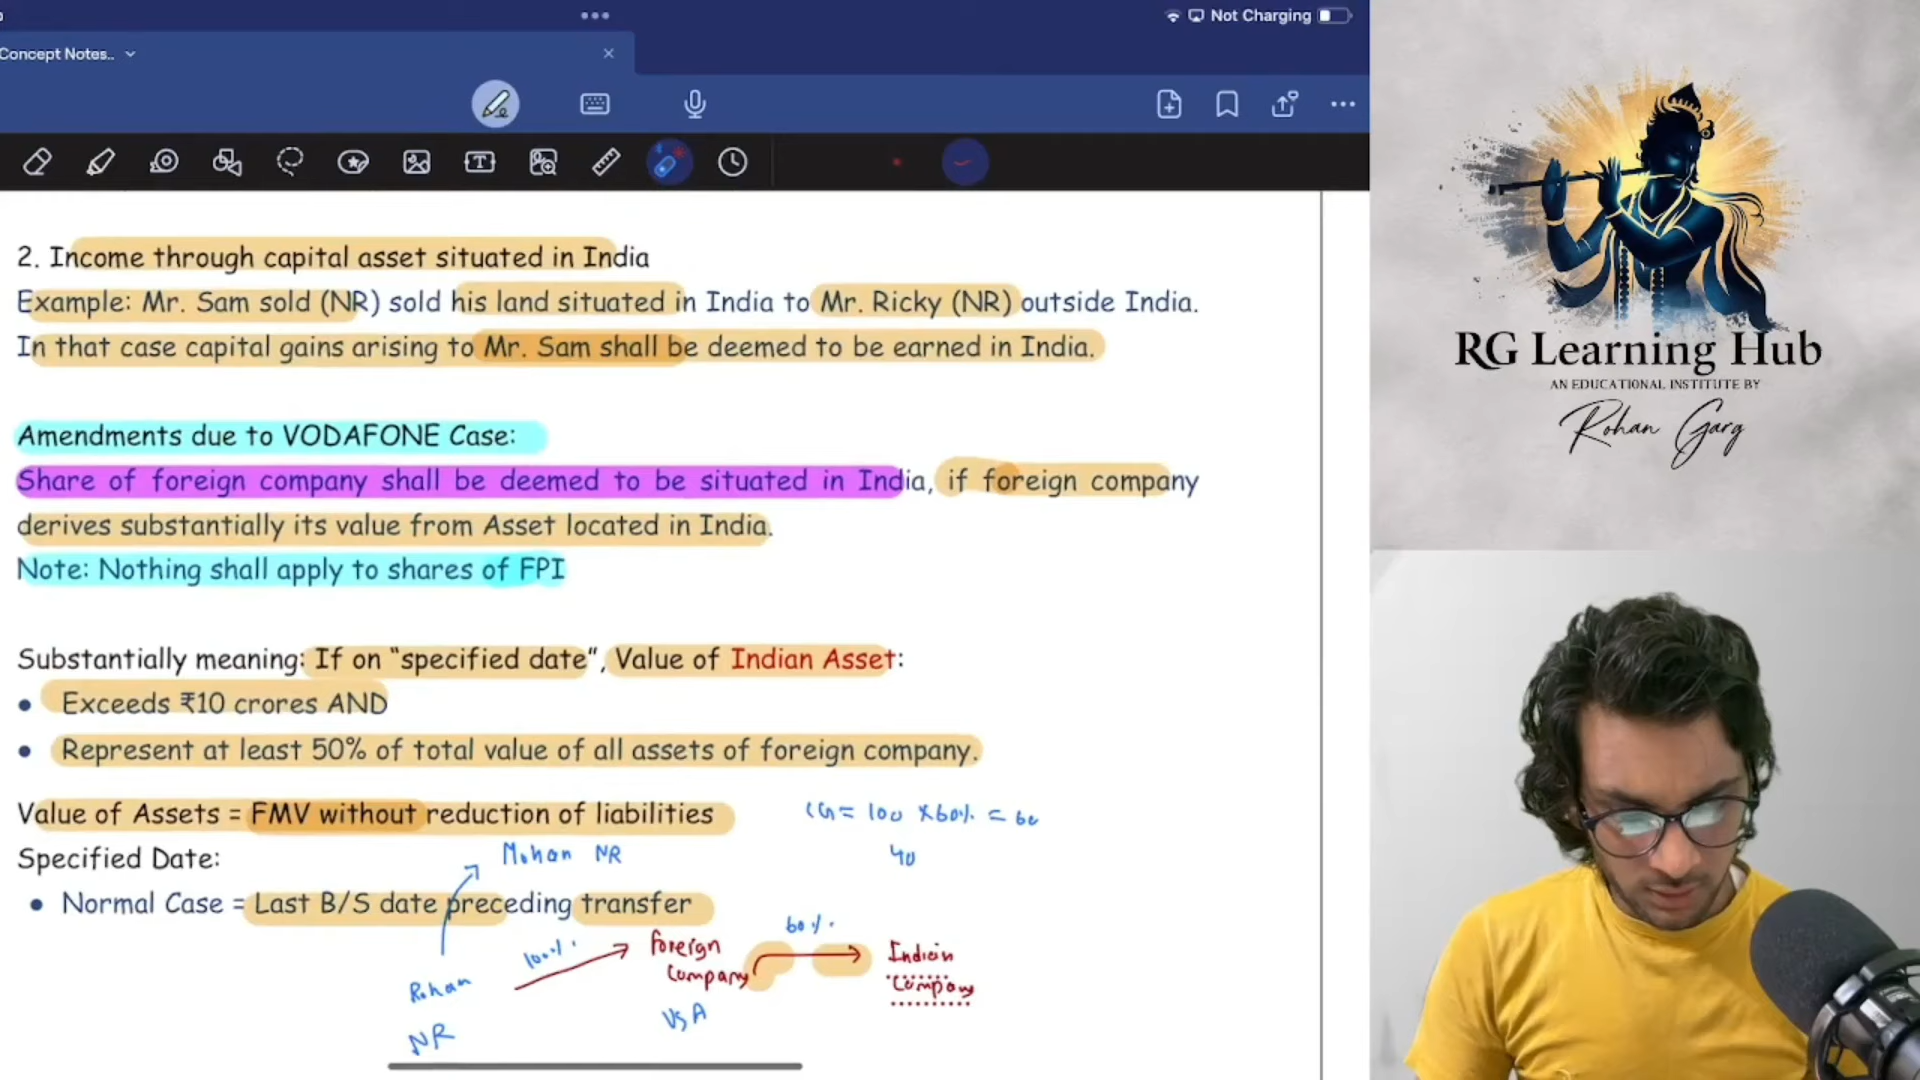 Not Charging
Concept Notes..
2. Income through capital asset situated in India
Example: Mr. Sam sold (NR) sold his land situated in India to Mr. Ricky (NR) outside India.
In that case capital gains arising to Mr. Sam shall be deemed to be earned in India.
Amendments due to VODAFONE Case:
Share of foreign company shall be deemed to be situated in India, if foreign company
derives substantially its value from Asset located in India.
Note: Nothing shall apply to shares of FPI
Substantially meaning: If on “specified date”, Value of Indian Asset:
• Exceeds ₹10 crores AND
• Represent at least 50% of total value of all assets of foreign company.
Value of Assets = FMV without reduction of liabilities
CG = 100 x 60% = 60
40
Specified Date:
Mohan NR
• Normal Case = Last B/S date preceding transfer
Rohan
NR
100%
Foreign
Company
USA
60%
Indian
Company
RG Learning Hub
AN EDUCATIONAL INSTITUTE BY
Rohan Garg